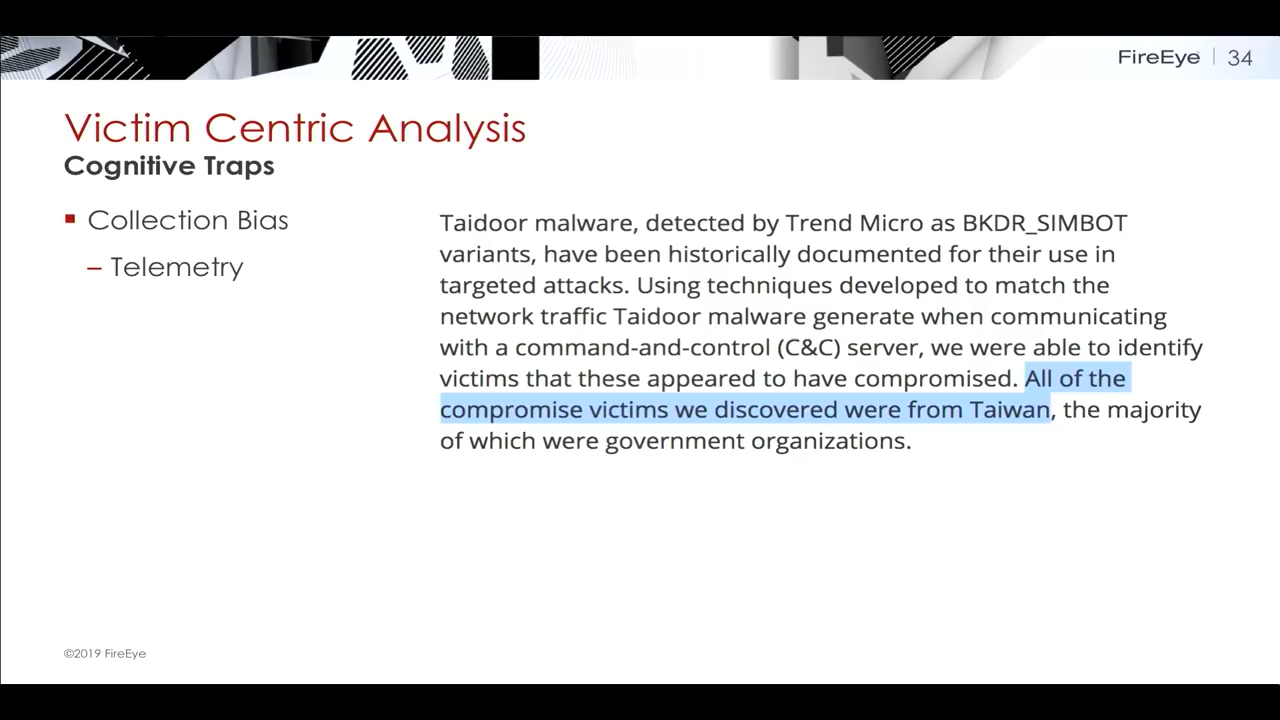 FireEye | 34
Victim Centric Analysis
Cognitive Traps
Collection Bias
– Telemetry
Taidoor malware, detected by Trend Micro as BKDR_SIMBOT
variants, have been historically documented for their use in
targeted attacks. Using techniques developed to match the
network traffic Taidoor malware generate when communicating
with a command-and-control (C&C) server, we were able to identify
victims that these appeared to have compromised. All of the
compromise victims we discovered were from Taiwan, the majority
of which were government organizations.
©2019 FireEye